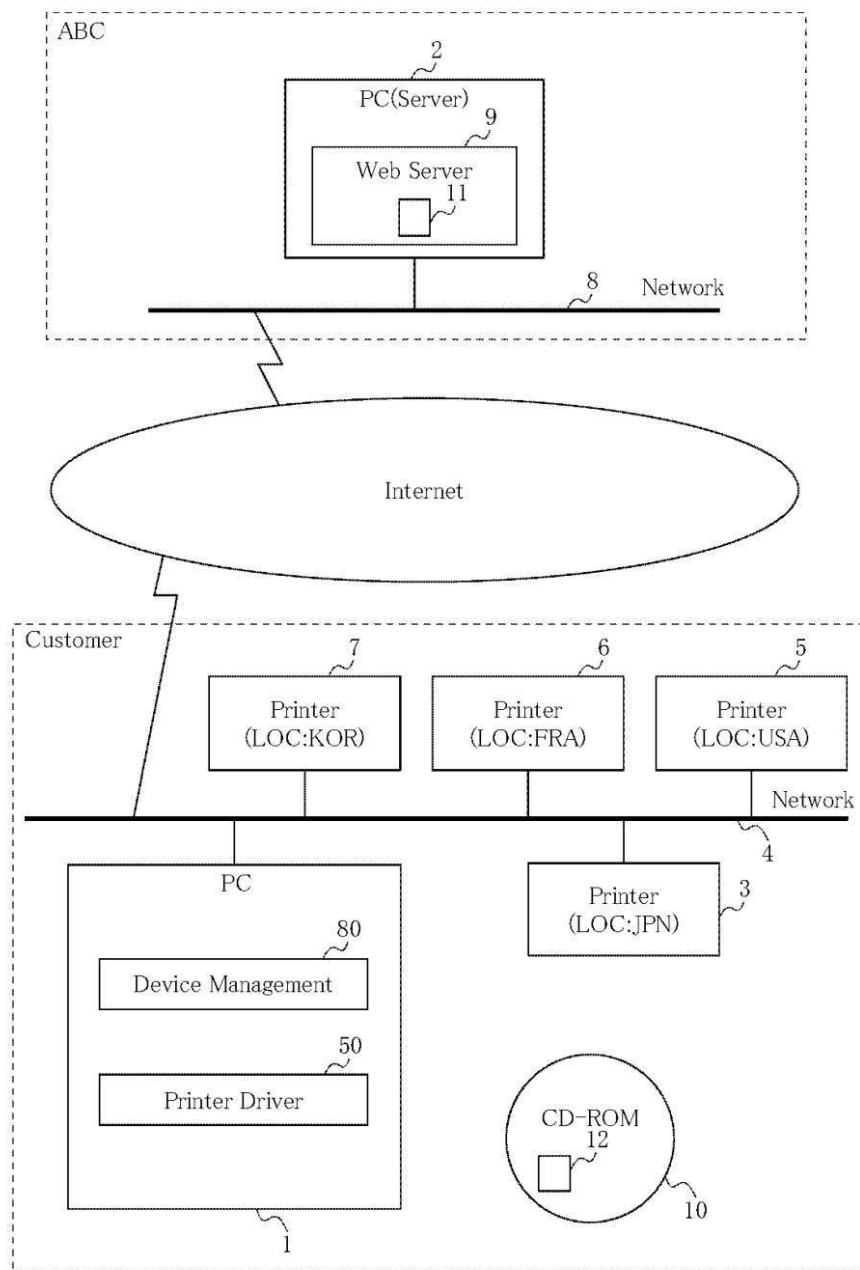 ABC
2
PC(Server)
9
Web Server
11
8
Network
Internet
Customer
7
6
5
Printer
(LOC:KOR)
Printer
(LOC:FRA)
Printer
(LOC:USA)
Network
4
PC
Printer
(LOC:JPN)
3
80
Device Management
50
Printer Driver
CD-ROM
12
10
1